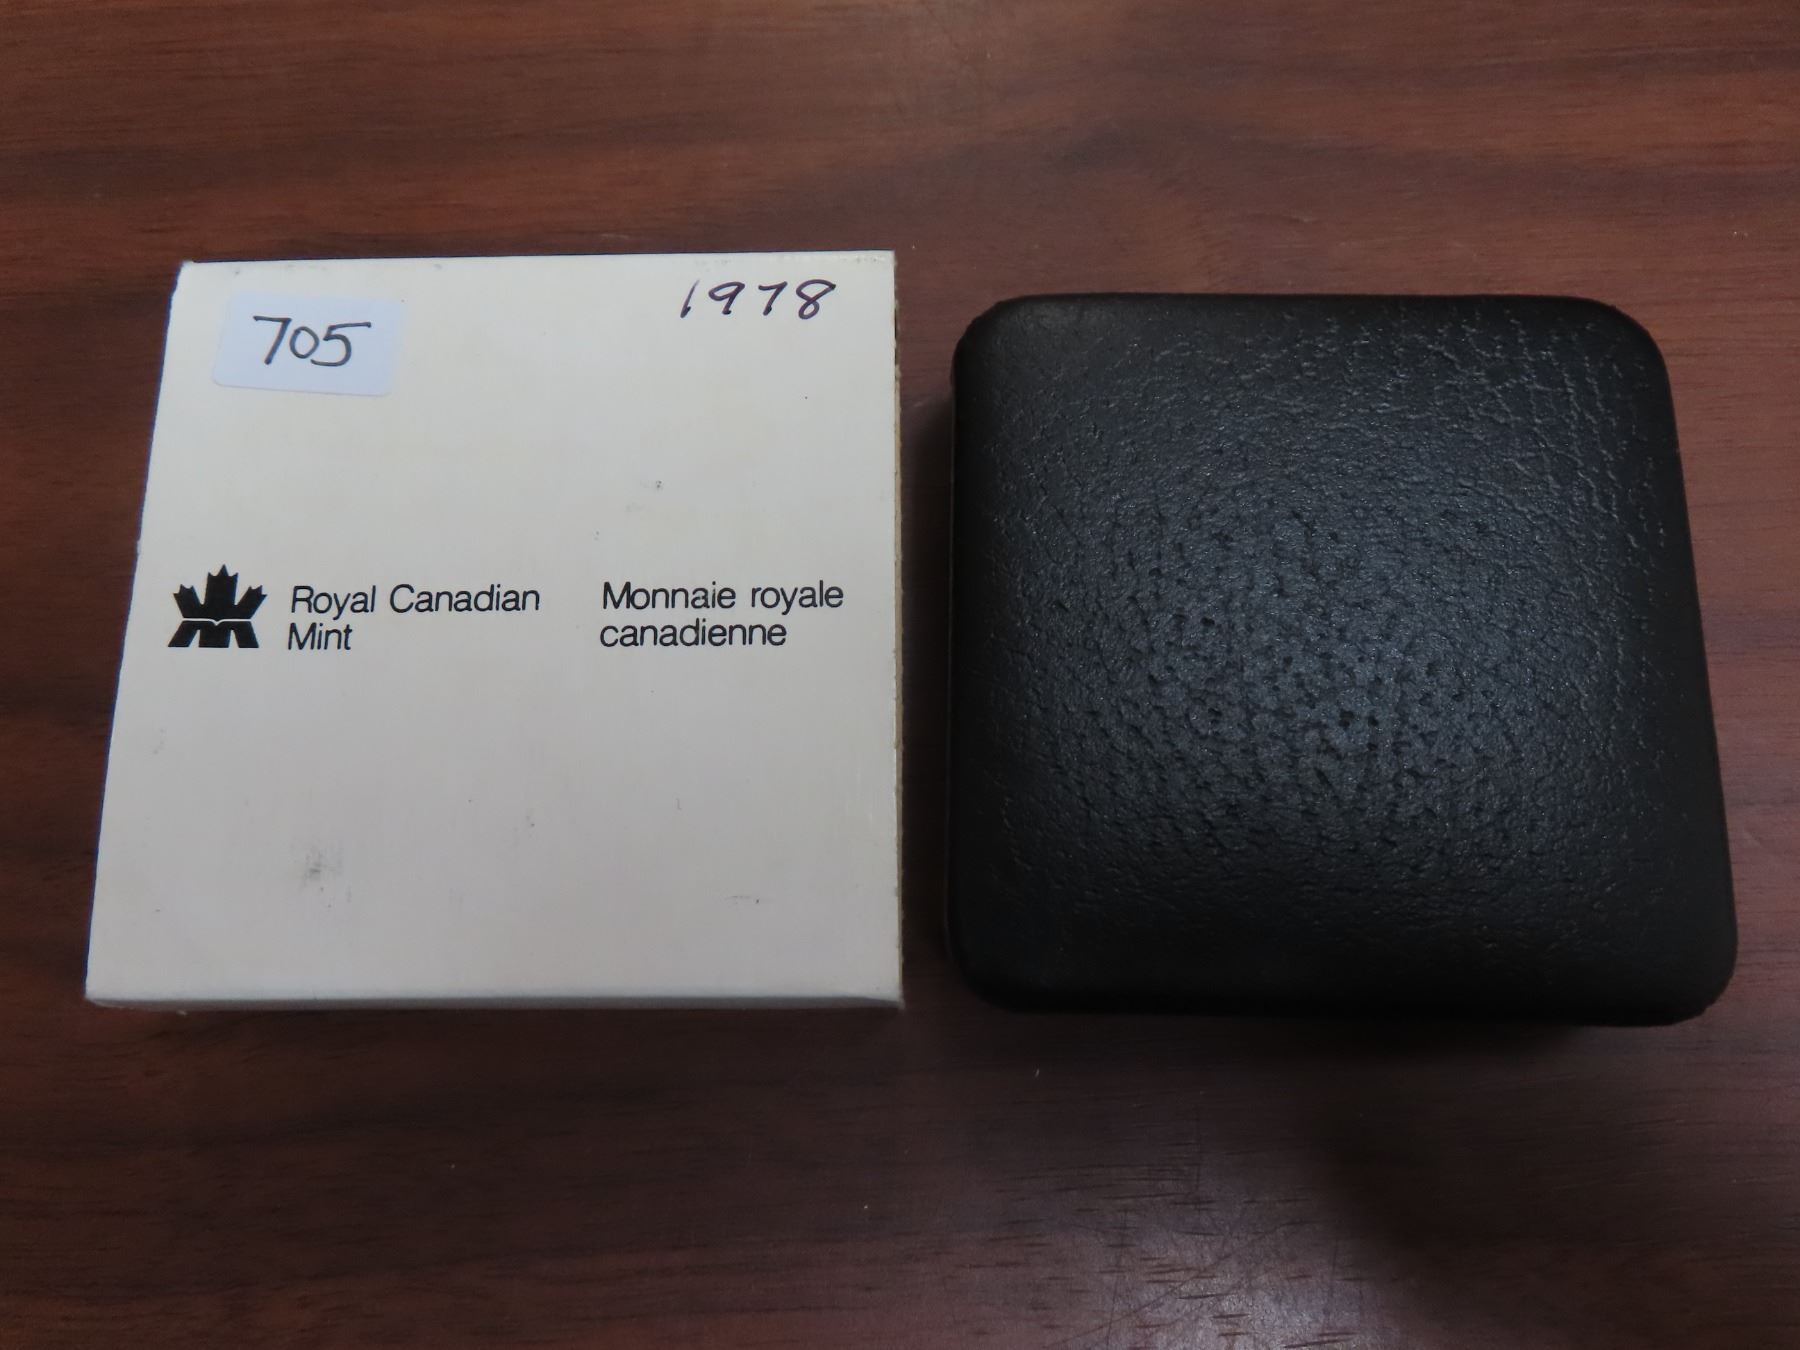 1978
705
Royal Canadian
Mint
Monnaie royale
canadienne